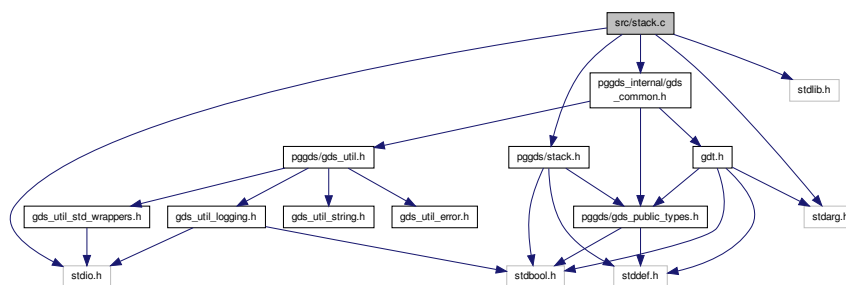 src/stack.c
pggds_internal/gds
_common.h
stdlib.h
pggds/gds_util.h
pggds/stack.h
gdt.h
gds_util_std_wrappers.h
gds_util_logging.h
gds_util_string.h
gds_util_error.h
pggds/gds_public_types.h
stdarg.h
stdio.h
stdbool.h
stddef.h